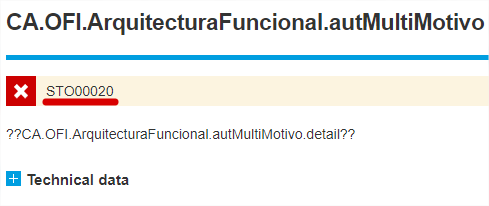 CA.OFI.ArquitecturaFuncional.autMultiMotivo
STO00020
??CA.OFI.ArquitecturaFuncional.autMultiMotivo.detail??
Technical data